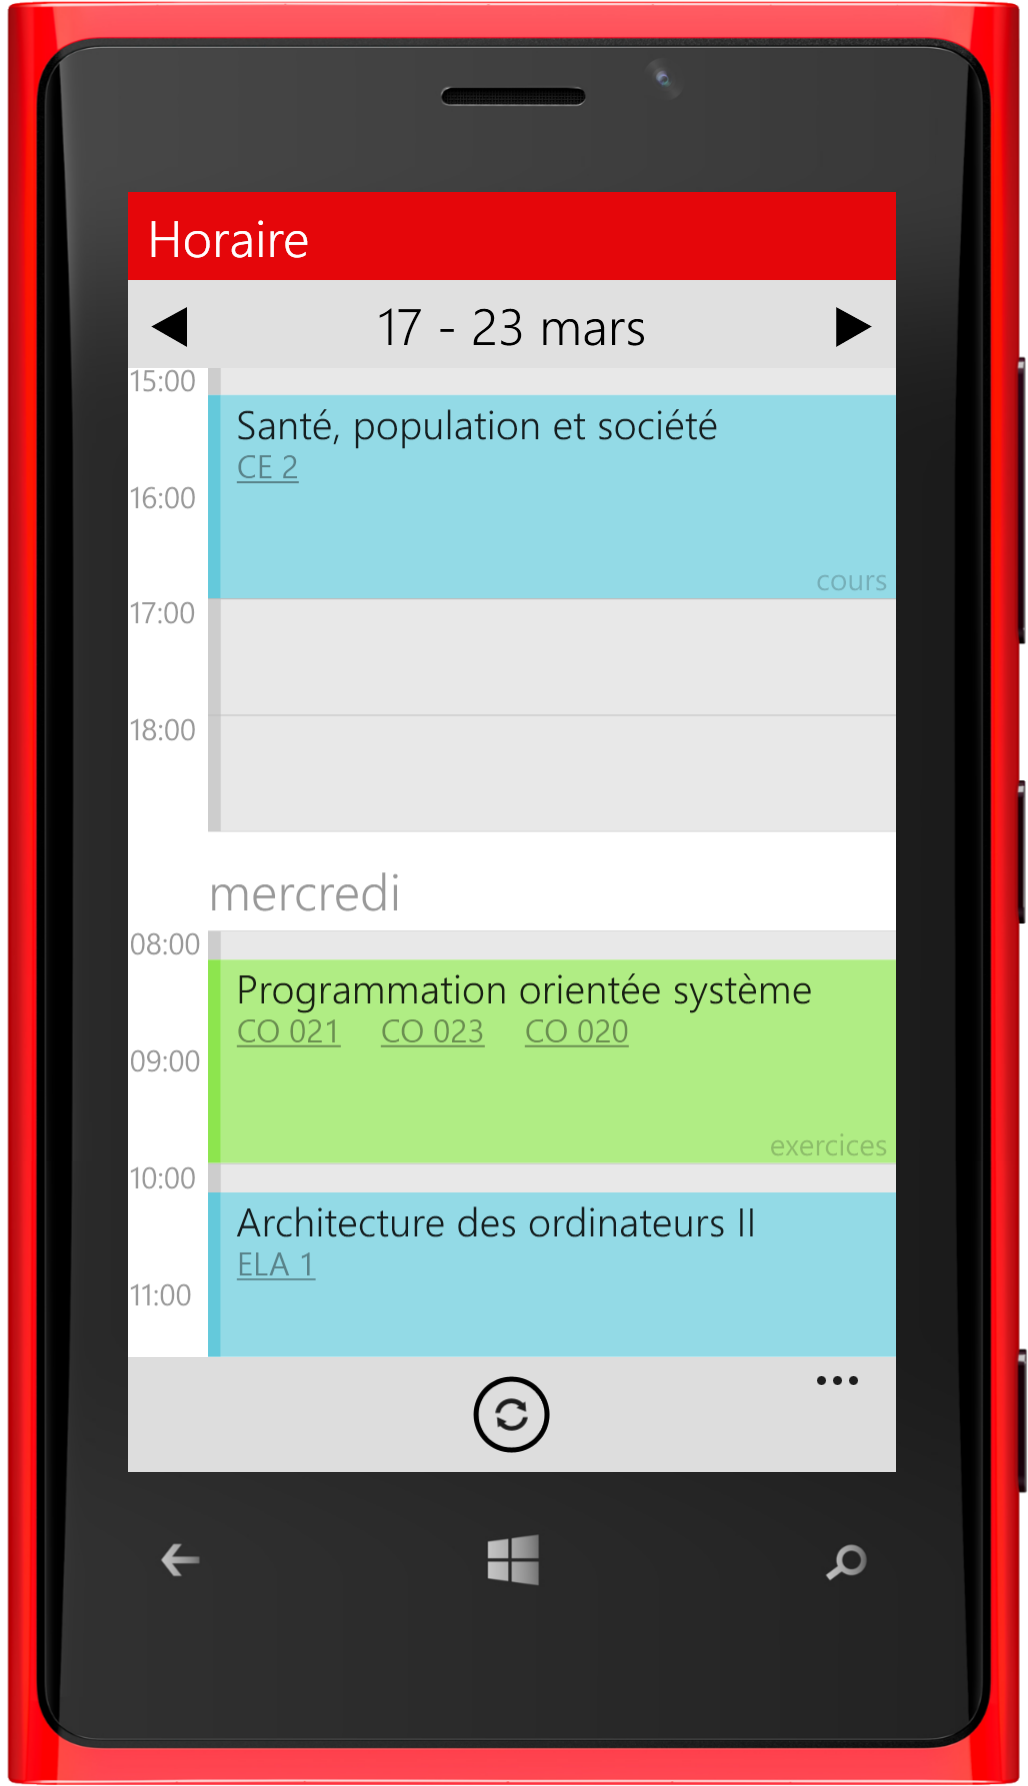 Horaire
17 - 23 mars
15:00
Santé, population et société
CE 2
16:00
cours
17:00
18:00
mercredi
08:00
Programmation orientée système
CO 021 CO 023 CO 020
09:00
exercices
10:00
Architecture des ordinateurs II
ELA 1
11:00